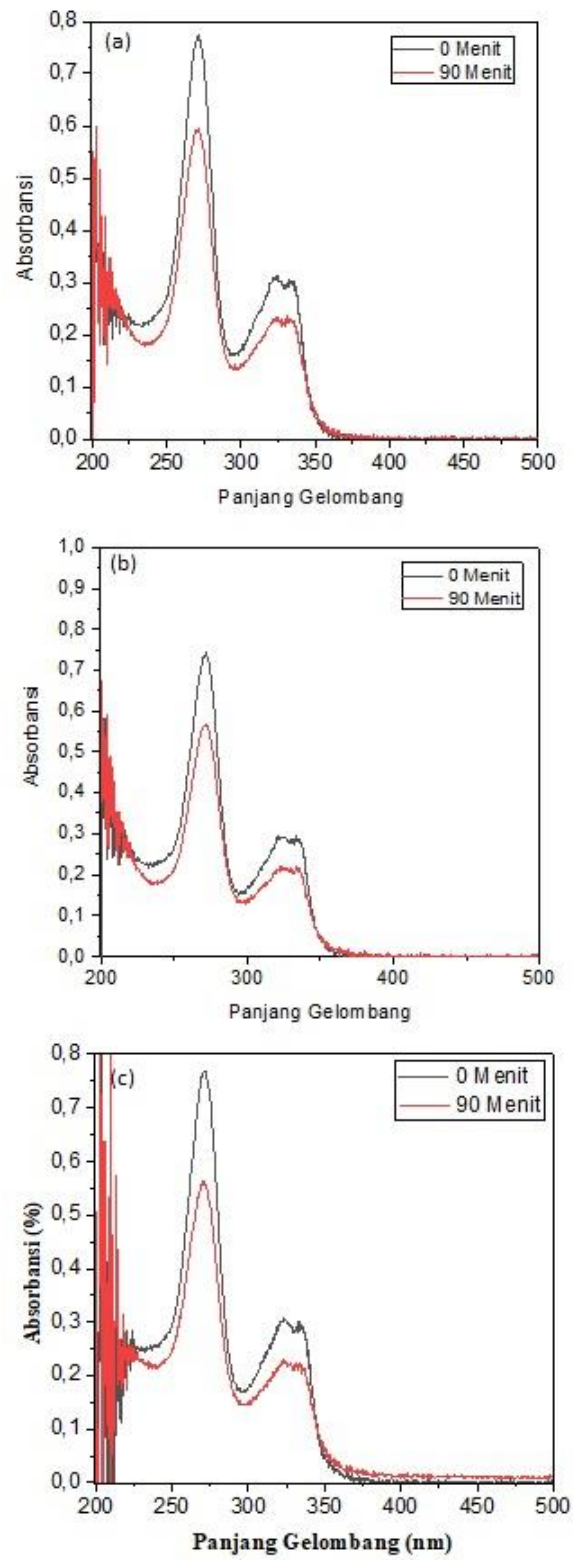 (a)
0 Menit
90 Menit
0,8
0,7
0,6
0,5
0,4
0,3
0,2
0,1
0,0
Absorbansi
200 250 300 350 400 450 500
Panjang Gelombang
(b)
0 Menit
90 Menit
1,0
0,9
0,8
0,7
0,6
0,5
0,4
0,3
0,2
0,1
0,0
Absorbansi
200 300 400 500
Panjang Gelombang
(c)
0 Menit
90 Menit
0,8
0,7
0,6
0,5
0,4
0,3
0,2
0,1
0,0
Absorbansi (%)
200 250 300 350 400 450 500
Panjang Gelombang (nm)